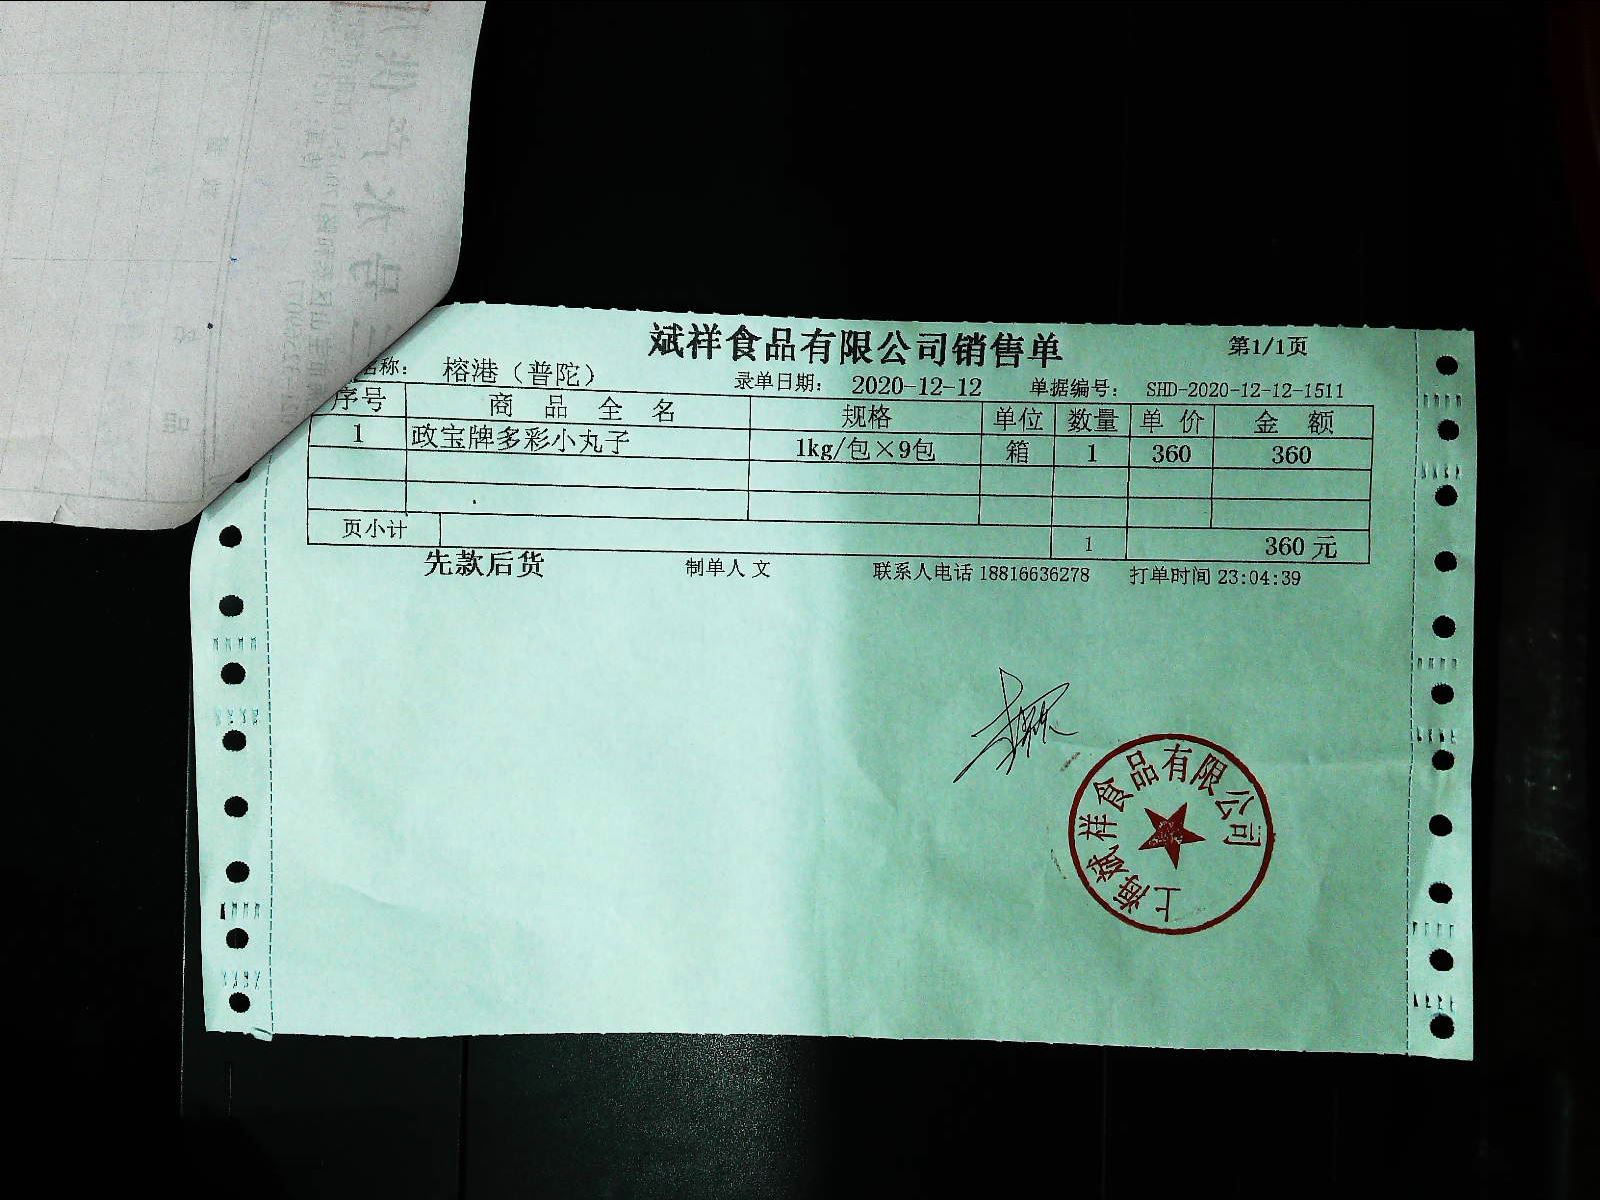 斌祥食品有限公司销售单
第1/1页
名称： 榕港（普陀） 录单日期： 2020-12-12 单据编号： SHD-2020-12-12-1511
序号 商品全名 规格 单位 数量 单价 金额
1 政宝牌多彩小丸子 1kg/包×9包 箱 1 360 360
页小计 1 360元
先款后货 制单人 文 联系人电话 18816636278 打单时间 23:04:39
上海斌祥食品有限公司